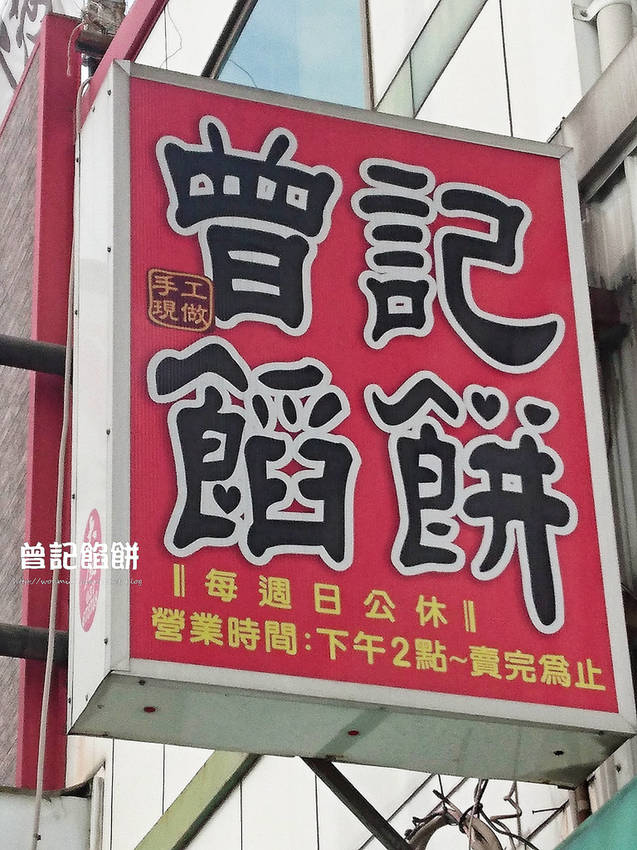 曾記
手工
現做
餡餅
‖每週日公休‖
營業時間:下午2點~賣完為止
曾記餡餅